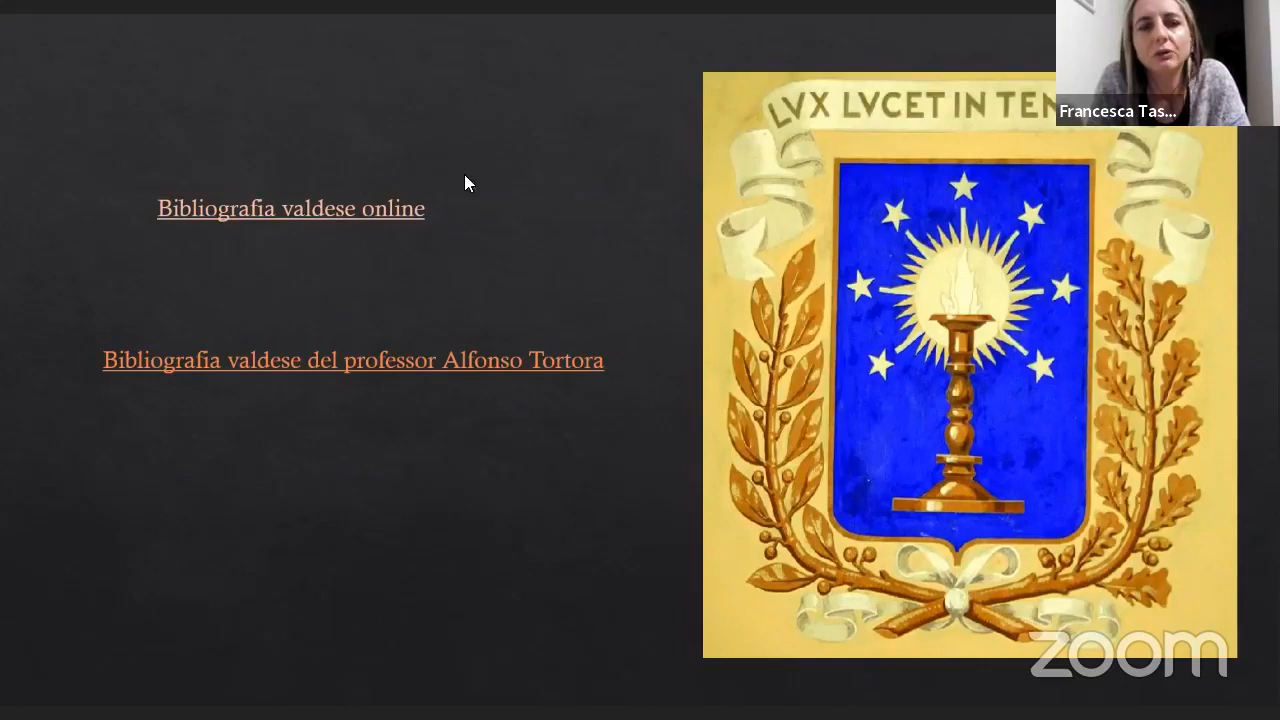 LVX LVCET IN TEN
Francesca Tas...
Bibliografia valdese online
Bibliografia valdese del professor Alfonso Tortora
zoom